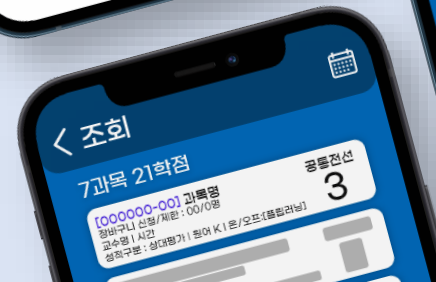 조회
7과목 21학점
[000000-00] 과목명
공통전선
장바구니 신청/제한 : 00/0명
3
교수명 | 시간
성적구분 : 상대평가 | 원어 K | 온/오프:[플립러닝]